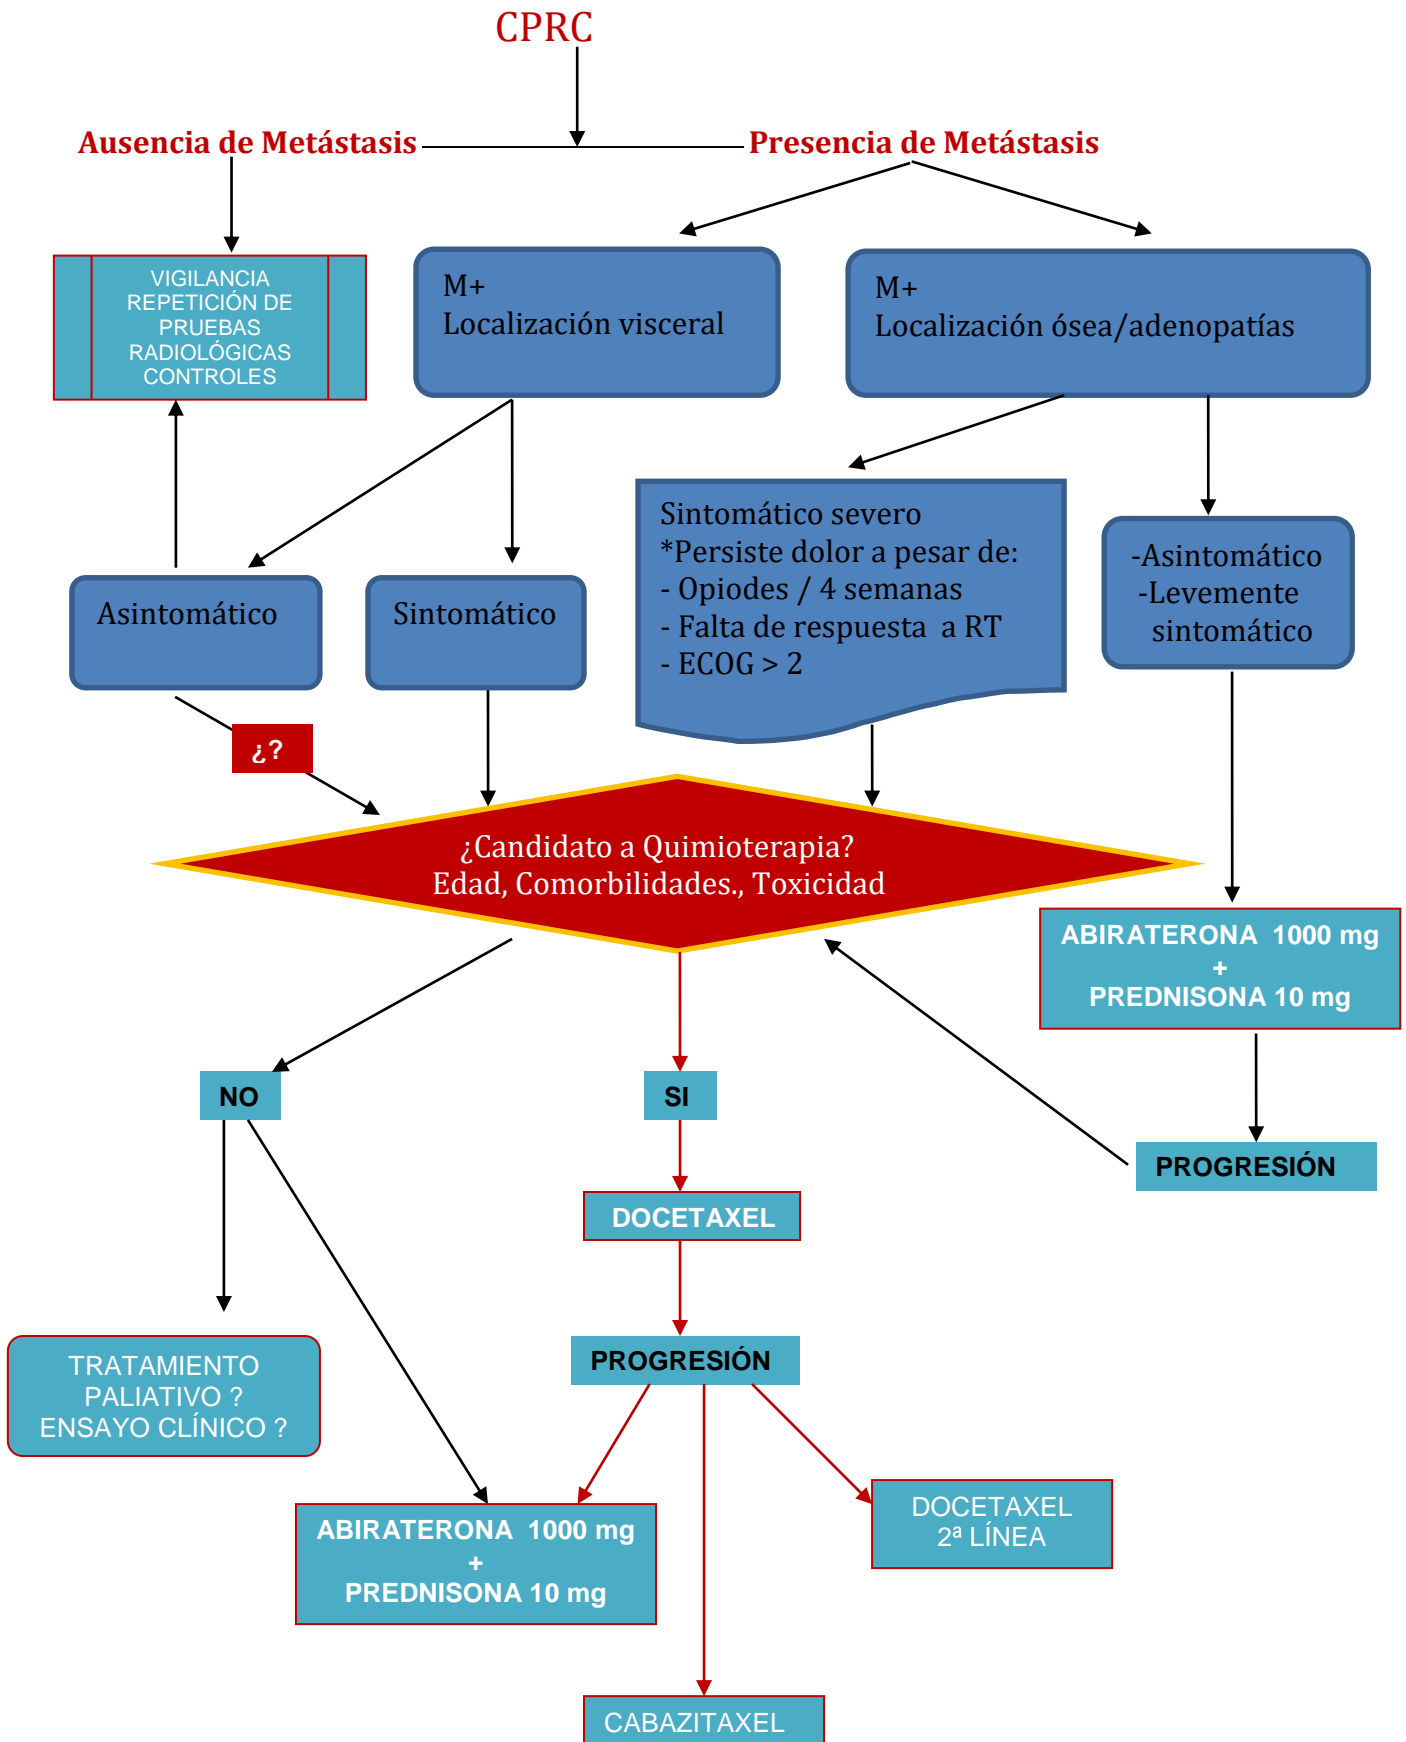 CPRC
Ausencia de Metástasis
Presencia de Metástasis
VIGILANCIA
REPETICIÓN DE
PRUEBAS
RADIOLÓGICAS
CONTROLES
M+
Localización visceral
M+
Localización ósea/adenopatías
Asintomático
Sintomático
Sintomático severo
*Persiste dolor a pesar de:
- Opiodes / 4 semanas
- Falta de respuesta a RT
- ECOG > 2
-Asintomático
-Levemente
sintomático
¿?
¿Candidato a Quimioterapia?
Edad, Comorbilidades., Toxicidad
ABIRATERONA 1000 mg
+
PREDNISONA 10 mg
NO
SI
PROGRESIÓN
DOCETAXEL
PROGRESIÓN
TRATAMIENTO
PALIATIVO ?
ENSAYO CLÍNICO ?
ABIRATERONA 1000 mg
+
PREDNISONA 10 mg
DOCETAXEL
2ª LÍNEA
CABAZITAXEL